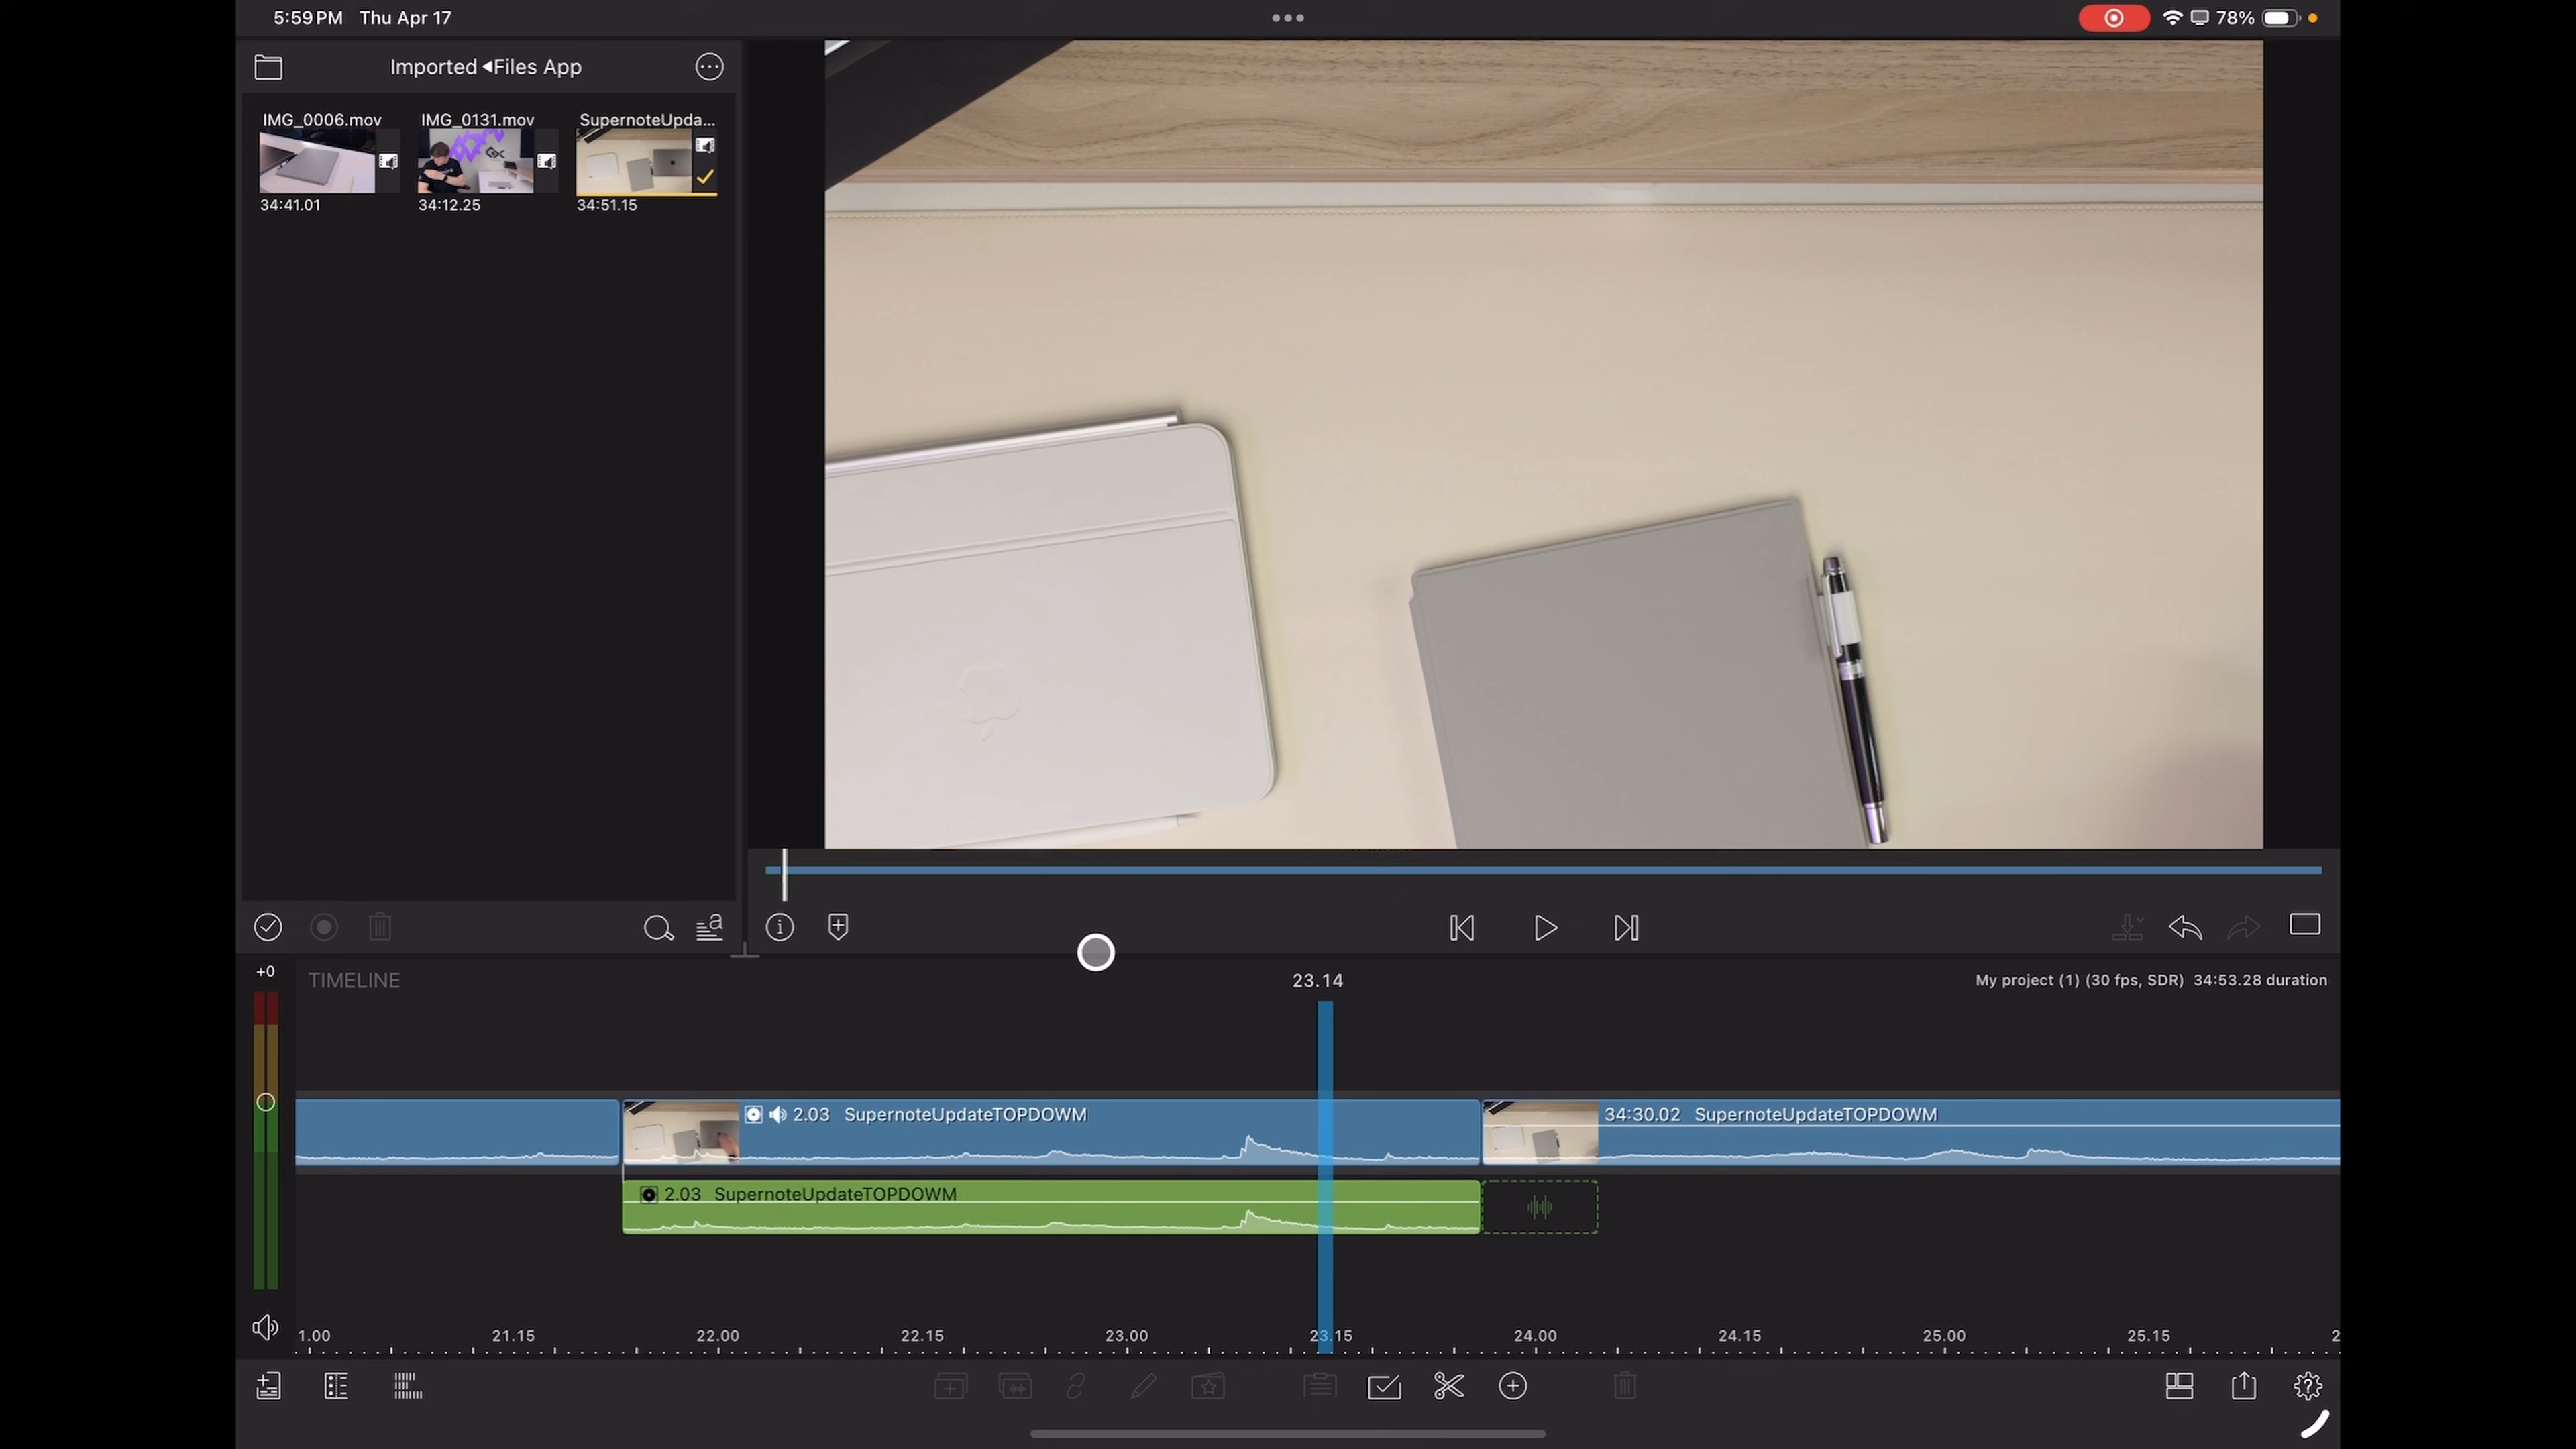 5:59 PM Thu Apr 17
78%
Imported ◀Files App
IMG_0006.mov
IMG_0131.mov
SupernoteUpda...
34:41.01
34:12.25
34:51.15
+0
TIMELINE
23.14
My project (1) (30 fps, SDR) 34:53.28 duration
2.03 SupernoteUpdateTOPDOWM
34:30.02 SupernoteUpdateTOPDOWM
2.03 SupernoteUpdateTOPDOWM
1.00 21.15 22.00 22.15 23.00 23.15 24.00 24.15 25.00 25.15 2